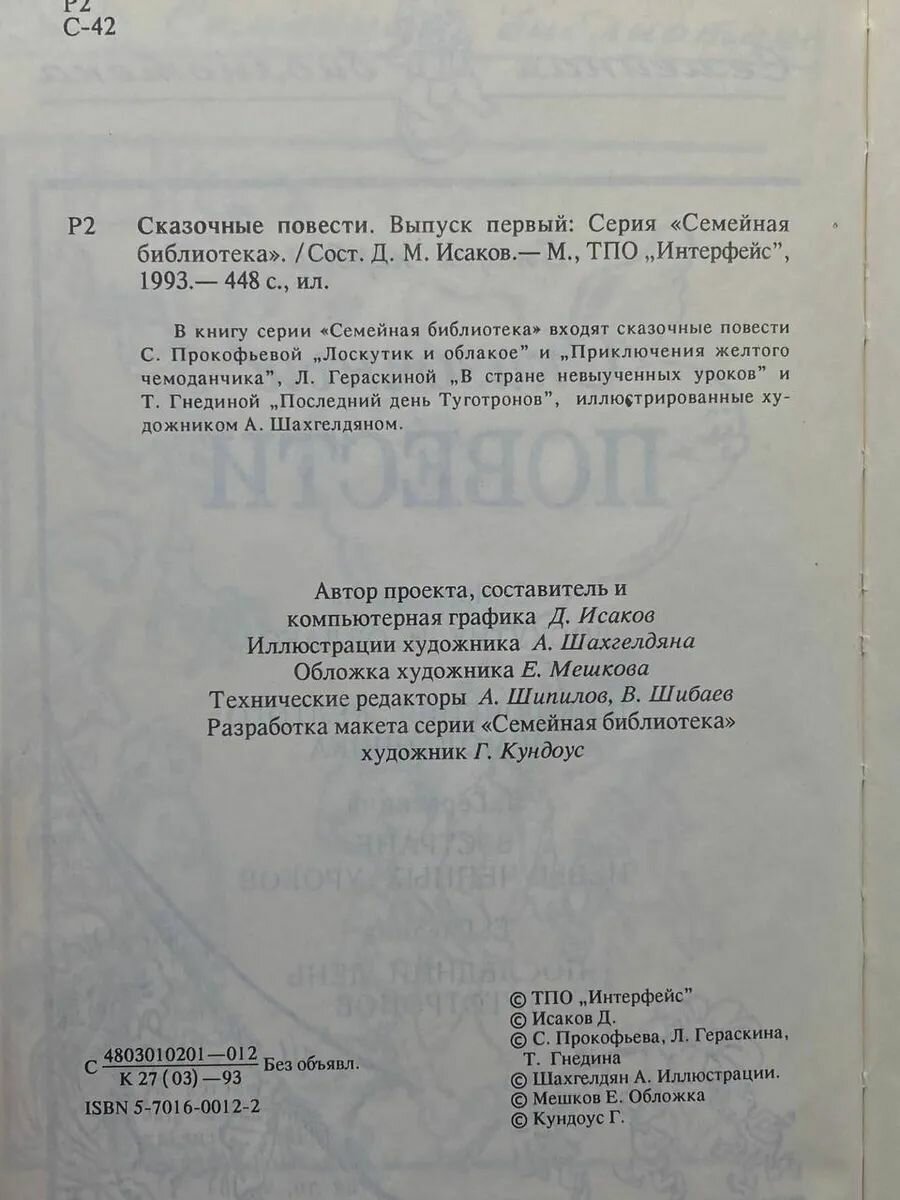 Р2
С-42
Р2 Сказочные повести. Выпуск первый: Серия «Семейная
библиотека». /Сост. Д. М. Исаков.— М., ТПО „Интерфейс”,
1993.— 448 с., ил.
В книгу серии «Семейная библиотека» входят сказочные повести
С. Прокофьевой „Лоскутик и облакое” и „Приключения желтого
чемоданчика”, Л. Гераскиной „В стране невыученных уроков” и
Т. Гнединой „Последний день Туготронов”, иллюстрированные ху-
дожником А. Шахгелдяном.
Автор проекта, составитель и
компьютерная графика Д. Исаков
Иллюстрации художника А. Шахгелдяна
Обложка художника Е. Мешкова
Технические редакторы А. Шипилов, В. Шибаев
Разработка макета серии «Семейная библиотека»
художник Г. Кундоус
С 4803010201—012 Без объявл.
К 27 (03) —93
ISBN 5-7016-0012-2
© ТПО „Интерфейс”
© Исаков Д.
© С. Прокофьева, Л. Гераскина,
Т. Гнедина
© Шахгелдян А. Иллюстрации.
© Мешков Е. Обложка
© Кундоус Г.